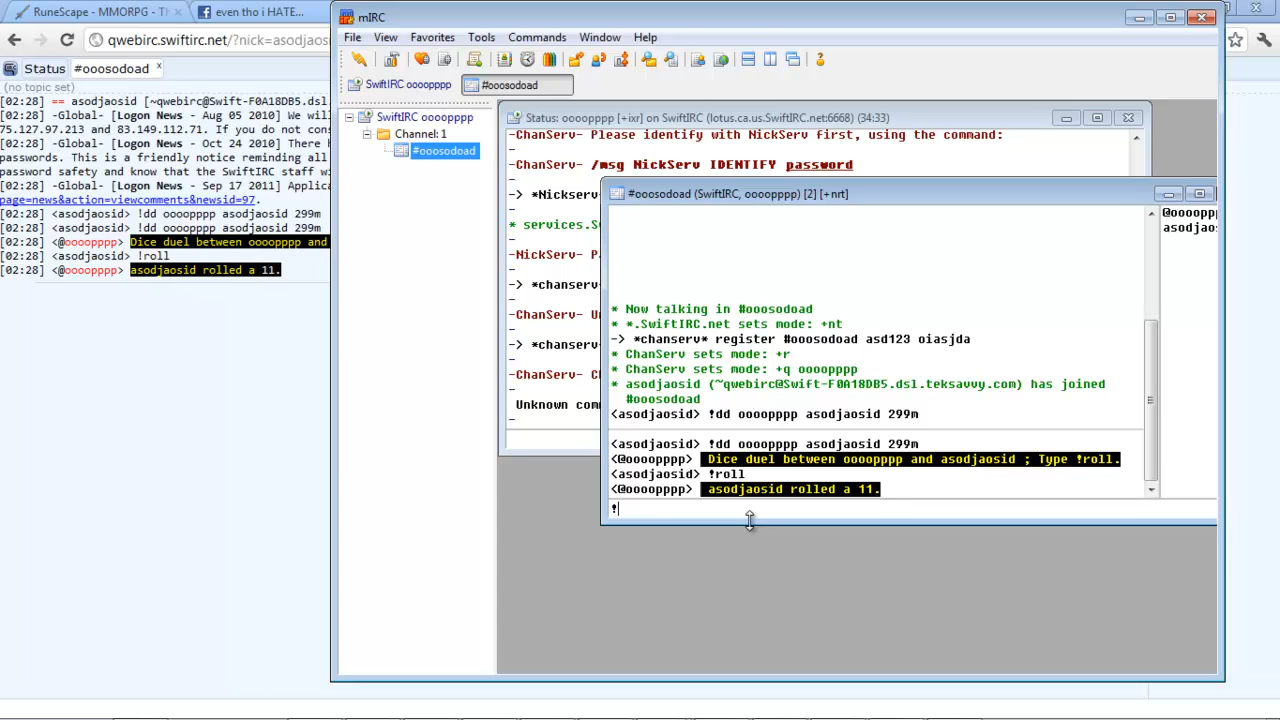 RuneScape - MMORPG - T
even tho i HATE...
mIRC
qwebirc.swiftirc.net/?nick=asodjaosi
File View Favorites Tools Commands Window Help
Status #ooosodoad
(no topic set)
SwiftIRC oooopppp #ooosodoad
[02:28] == asodjaosid [~qwebirc@Swift-F0A18DB5.dsl.
[02:28] -Global- [Logon News - Aug 05 2010] We wil
75.127.97.213 and 83.149.112.71. If you do not cons
[02:28] -Global- [Logon News - Oct 24 2010] There h
passwords. This is a friendly notice reminding all
password safety and know that the SwiftIRC staff wi
[02:28] -Global- [Logon News - Sep 17 2011] Applica
page=news&action=viewcomments&newsid=97.
[02:28] <asodjaosid> !dd oooopppp asodjaosid 299m
[02:28] <asodjaosid> !dd oooopppp asodjaosid 299m
[02:28] <@oooopppp> Dice duel between oooopppp and
[02:28] <asodjaosid> !roll
[02:28] <@oooopppp> asodjaosid rolled a 11.
SwiftIRC oooopppp
Channel: 1
#ooosodoad
Status: oooopppp [+ixr] on SwiftIRC (lotus.ca.us.SwiftIRC.net:6668) (34:33)
-ChanServ- Please identify with NickServ first, using the command:
-
-ChanServ- /msg NickServ IDENTIFY password
-
-> *Nickserv
-
* services.S
-
-NickServ- P
-
-> *chanserv
-
-ChanServ- U
-
-> *chanserv
-
-ChanServ- C
-
Unknown com
-
#ooosodoad (SwiftIRC, oooopppp) [2] [+nrt]
@oooopppp
asodjaos
* Now talking in #ooosodoad
* *.SwiftIRC.net sets mode: +nt
-> *chanserv* register #ooosodoad asd123 oiasjda
* ChanServ sets mode: +r
* ChanServ sets mode: +q oooopppp
* asodjaosid (~qwebirc@Swift-F0A18DB5.dsl.teksavvy.com) has joined
#ooosodoad
<asodjaosid> !dd oooopppp asodjaosid 299m
<asodjaosid> !dd oooopppp asodjaosid 299m
<@oooopppp> Dice duel between oooopppp and asodjaosid ; Type !roll.
<asodjaosid> !roll
<@oooopppp> asodjaosid rolled a 11.
!